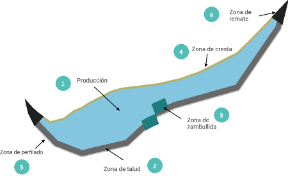 6
Zona de
remate
4
Zona de cresta
1
Producción
Zona de
zambullida
3
Zona de perfilado
5
Zona de talud
2